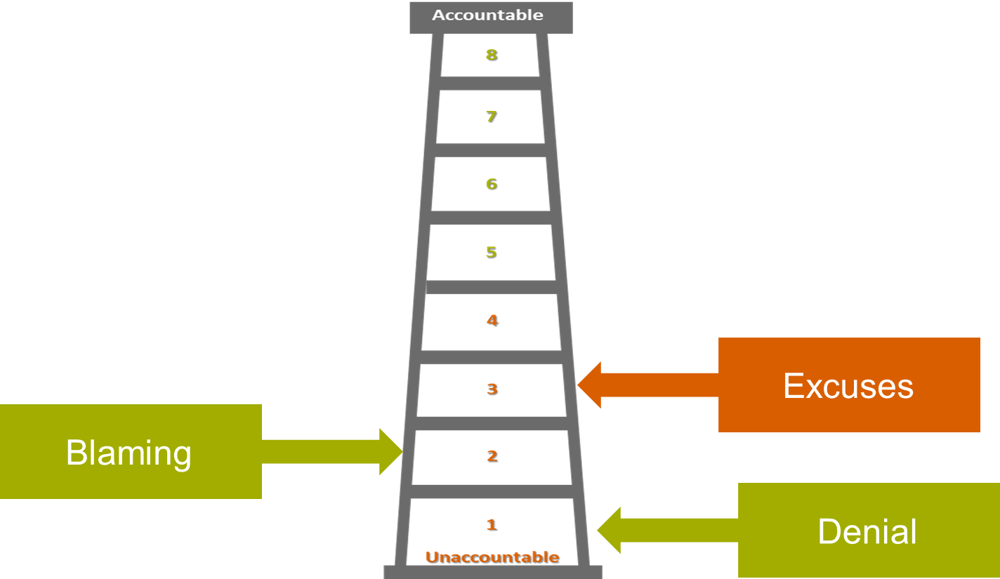 Accountable
8
7
6
5
4
3
Excuses
Blaming
2
1
Denial
Unaccountable